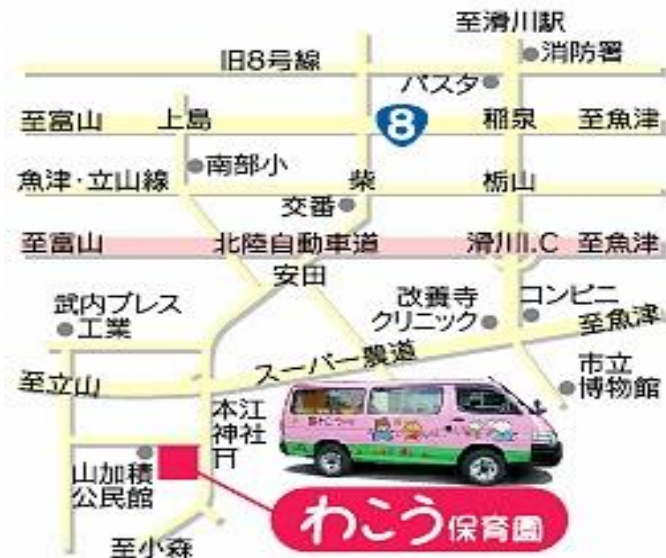 至滑川駅
旧8号線
消防署
パスタ
至富山
上島
8
稲泉
至魚津
南部小
魚津・立山線
柴
栃山
交番
至富山
北陸自動車道
滑川I.C
至魚津
安田
武内プレス
工業
改養寺
クリニック
コンビニ
至魚津
スーパー農道
至立山
市立
博物館
本江
神社
山加積
公民館
わこう保育園
至小森